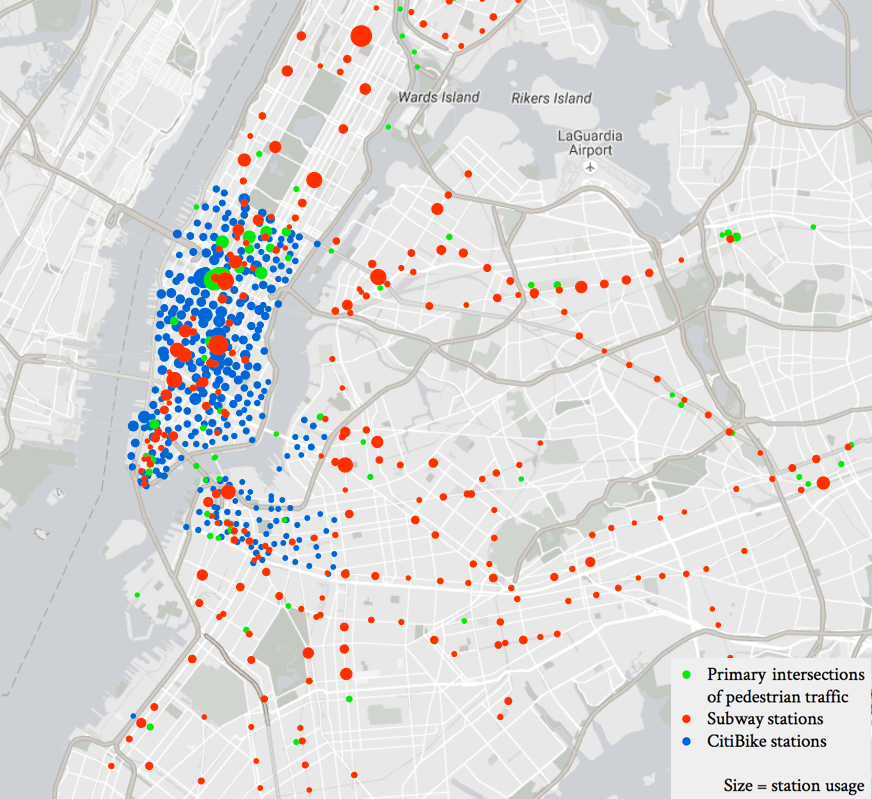 Wards Island
Rikers Island
LaGuardia
Airport
Primary intersections
of pedestrian traffic
Subway stations
CitiBike stations
Size = station usage